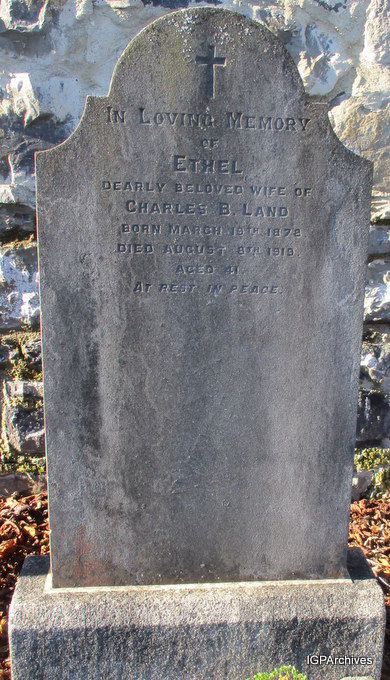 In Loving Memory
of
Ethel
dearly beloved wife of
Charles B. Land
born March 19th 1878
died August 8th 1919.
aged 41.
At rest in peace.
IGPArchives